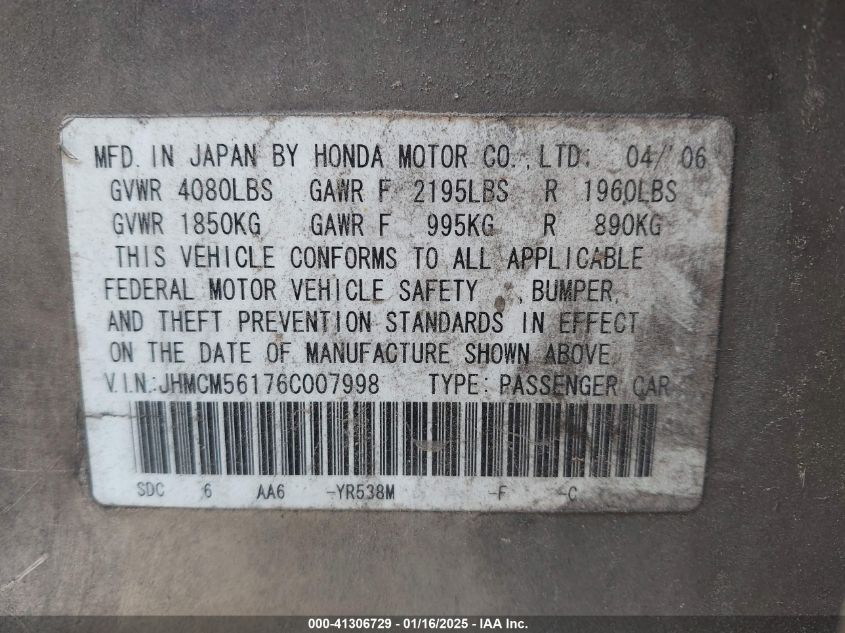 MFD. IN JAPAN BY HONDA MOTOR CO., LTD. 04/'06
GVWR 4080LBS GAWR F 2195LBS R 1960LBS
GVWR 1850KG GAWR F 995KG R 890KG
THIS VEHICLE CONFORMS TO ALL APPLICABLE
FEDERAL MOTOR VEHICLE SAFETY , BUMPER,
AND THEFT PREVENTION STANDARDS IN EFFECT
ON THE DATE OF MANUFACTURE SHOWN ABOVE.
V.I.N.:JHMCM56176C007998 TYPE: PASSENGER CAR
SDC 6 AA6 -YR538M -F -C
000-41306729 - 01/16/2025 - IAA Inc.